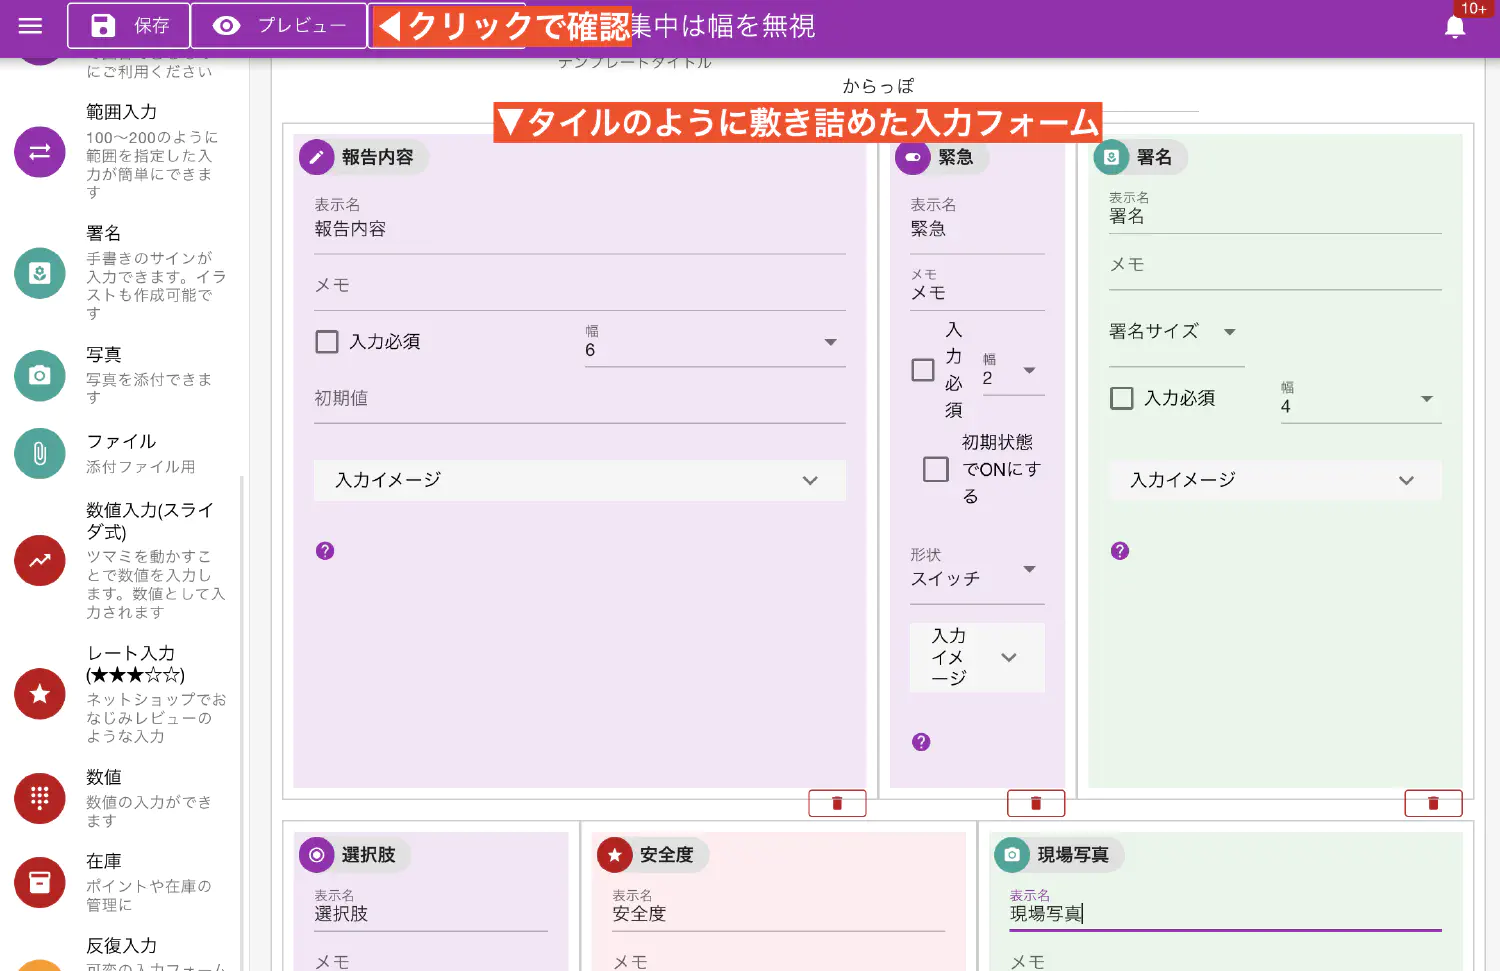 保存
プレビュー
◀クリックで確認
集中は幅を無視
10+
にご利用ください
範囲入力
100〜200のように
範囲を指定した入
力が簡単にできま
す
署名
手書きのサインが
入力できます。イラ
ストも作成可能で
す
写真
写真を添付できま
す
ファイル
添付ファイル用
数値入力(スライ
ダ式)
ツマミを動かすこ
とで数値を入力し
ます。数値として入
力されます
レート入力
(★★★☆☆)
ネットショップでお
なじみレビューの
ような入力
数値
数値の入力ができ
ます
在庫
ポイントや在庫の
管理に
反復入力
可変の入力フォーム
テンプレートタイトル
からっぽ
▼タイルのように敷き詰めた入力フォーム
報告内容
表示名
報告内容
メモ
入力必須
幅
6
初期値
入力イメージ
?
緊急
表示名
緊急
メモ
メモ
入
力
必
須
幅
2
初期状態
でONにす
る
形状
スイッチ
入力
イメ
ージ
?
署名
表示名
署名
メモ
署名サイズ
入力必須
幅
4
入力イメージ
?
選択肢
表示名
選択肢
メモ
安全度
表示名
安全度
メモ
現場写真
表示名
現場写真
メモ